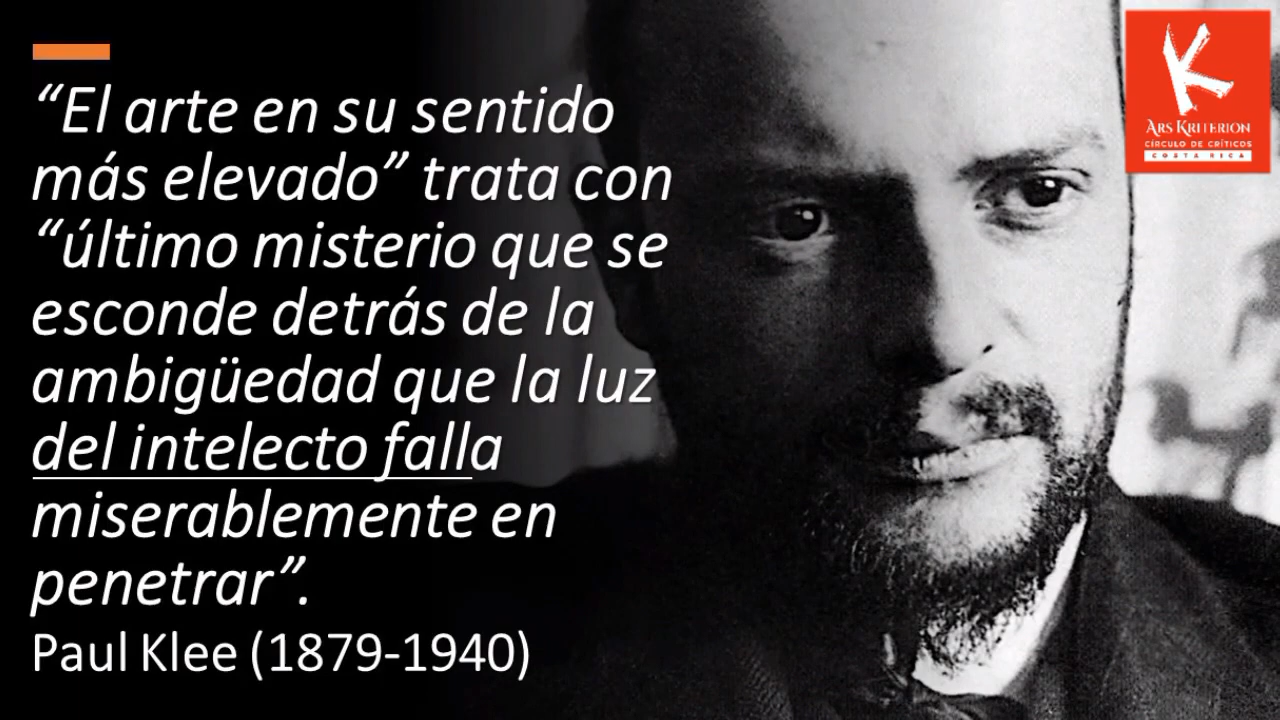 “El arte en su sentido
más elevado” trata con
“último misterio que se
esconde detrás de la
ambigüedad que la luz
del intelecto falla
miserablemente en
penetrar”.
Paul Klee (1879-1940)
K
ARS KRITERION
CÍRCULO DE CRÍTICOS
COSTA RICA